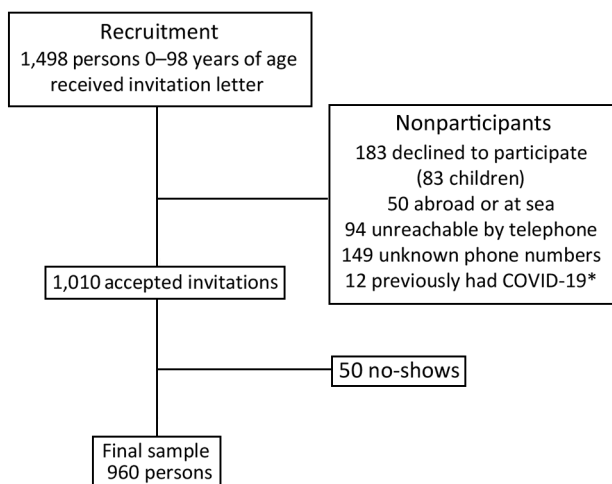 Recruitment
1,498 persons 0–98 years of age
received invitation letter
Nonparticipants
183 declined to participate
(83 children)
50 abroad or at sea
94 unreachable by telephone
149 unknown phone numbers
12 previously had COVID-19*
1,010 accepted invitations
50 no-shows
Final sample
960 persons